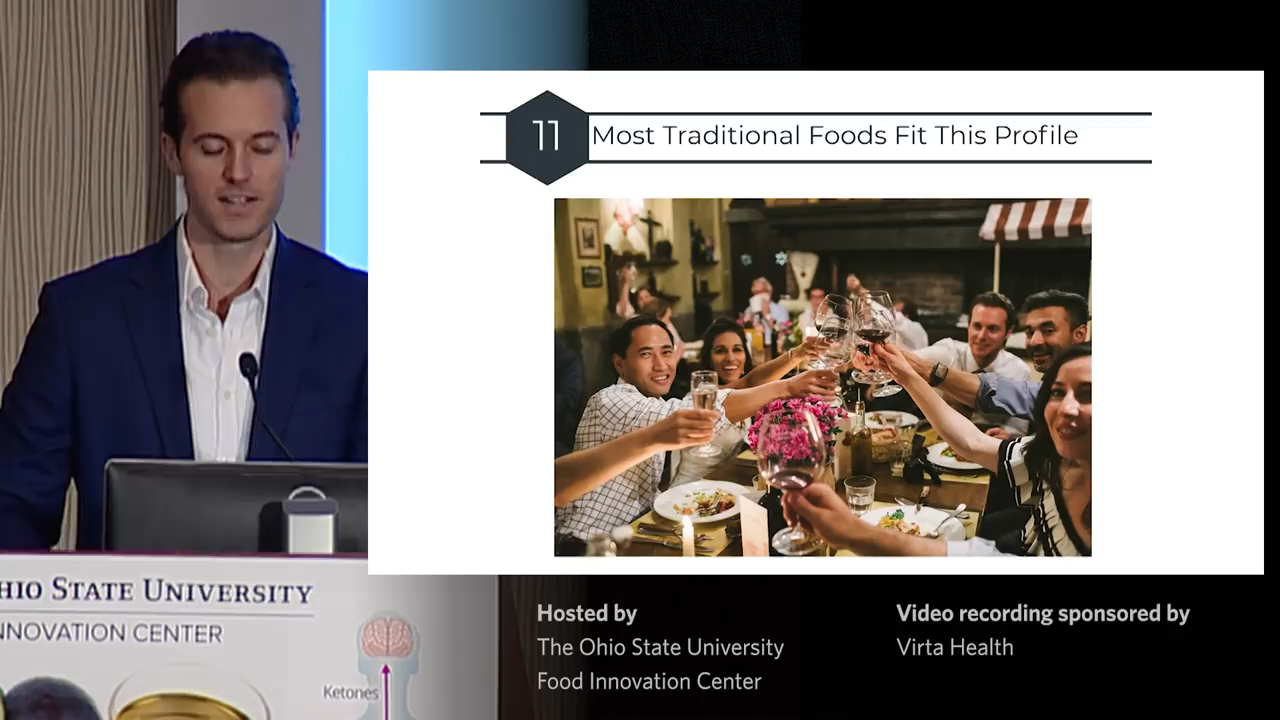 11
Most Traditional Foods Fit This Profile
HIO STATE UNIVERSITY
NNOVATION CENTER
Ketones
Hosted by
The Ohio State University
Food Innovation Center
Video recording sponsored by
Virta Health